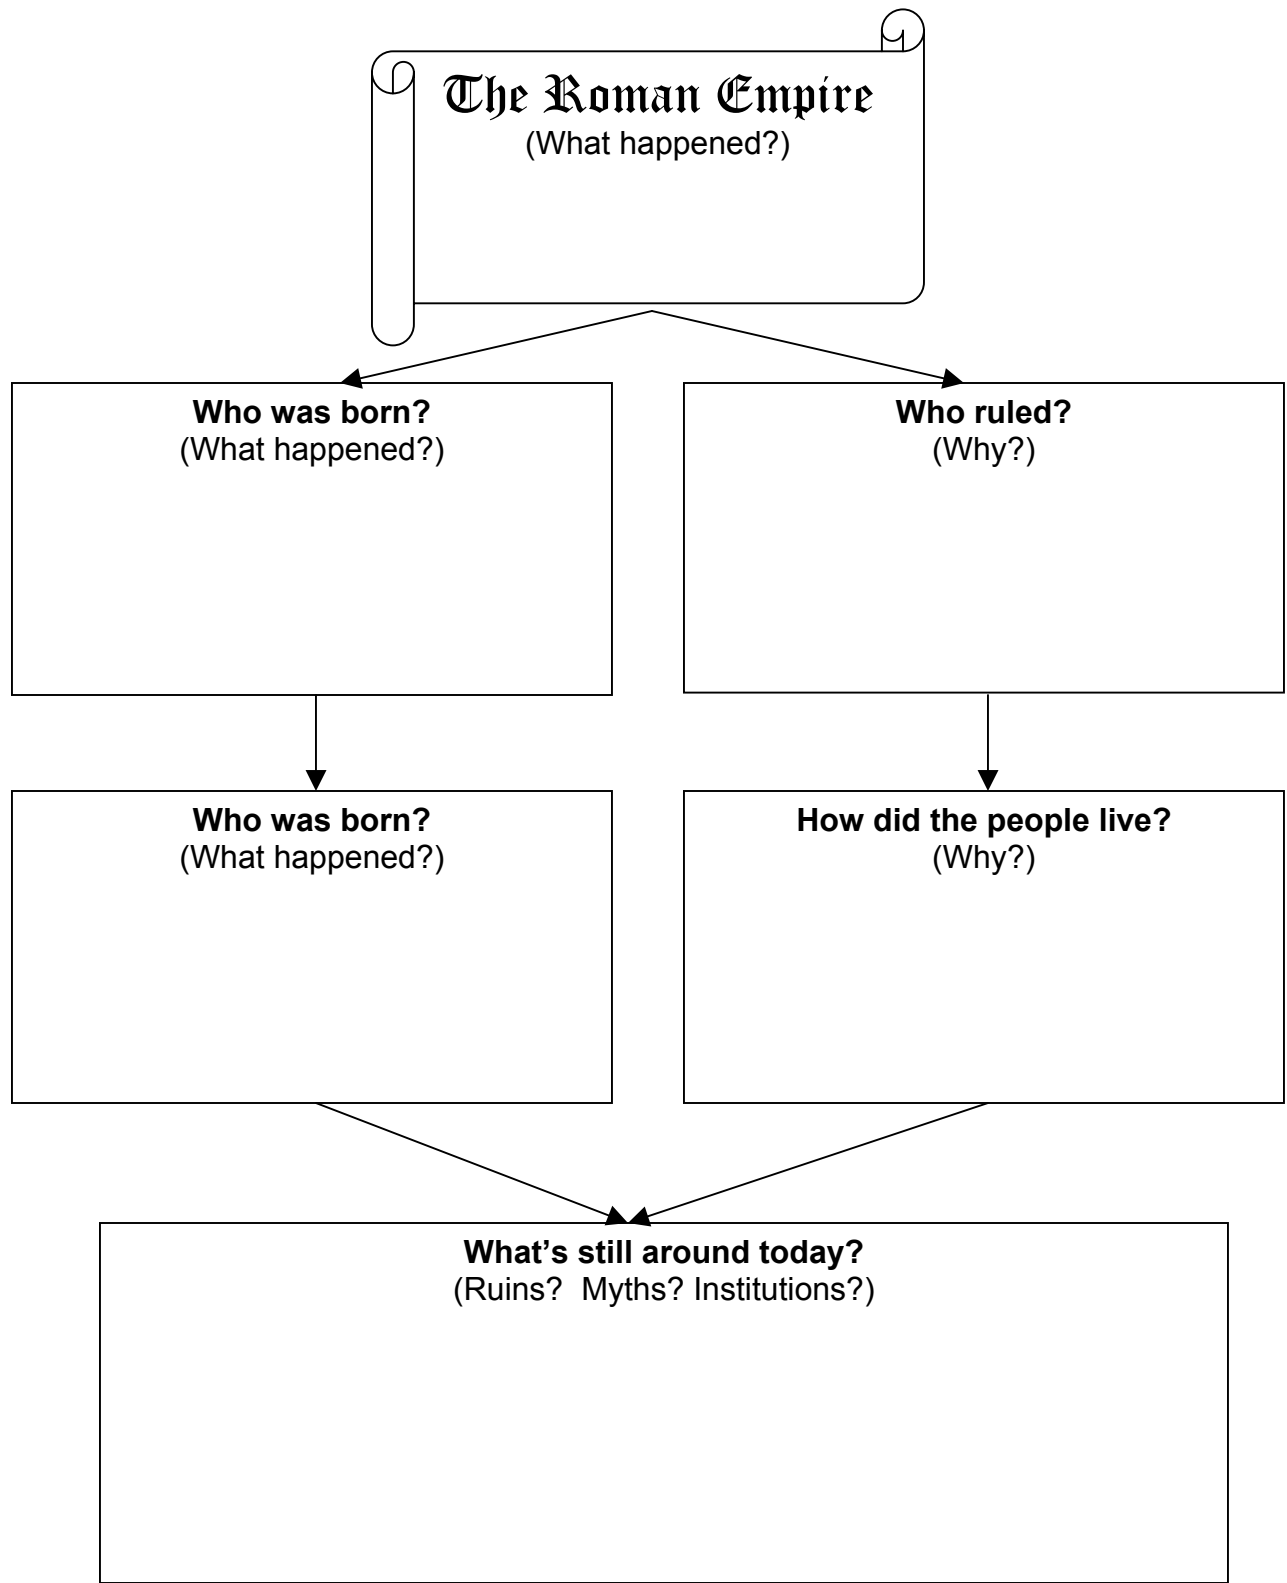 The Roman Empire
(What happened?)
Who was born?
(What happened?)
Who ruled?
(Why?)
Who was born?
(What happened?)
How did the people live?
(Why?)
What’s still around today?
(Ruins?  Myths? Institutions?)